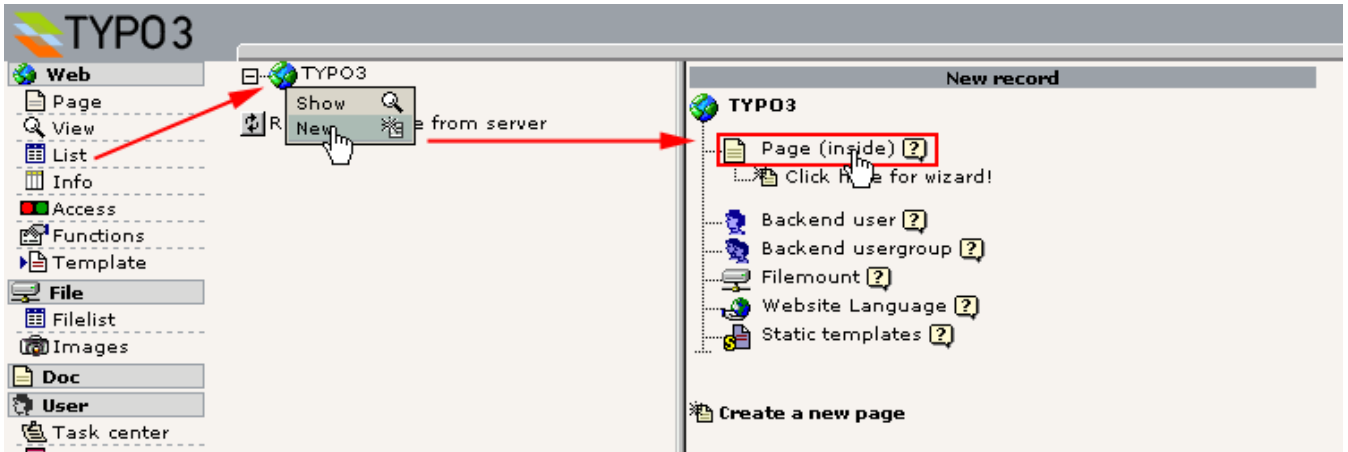 TYPO3
Web
Page
View
List
Info
Access
Functions
Template
File
Filelist
Images
Doc
User
Task center
TYPO3
Show
New
R e from server
New record
TYPO3
Page (inside) ?
Click for wizard!
Backend user ?
Backend usergroup ?
Filemount ?
Website Language ?
Static templates ?
Create a new page